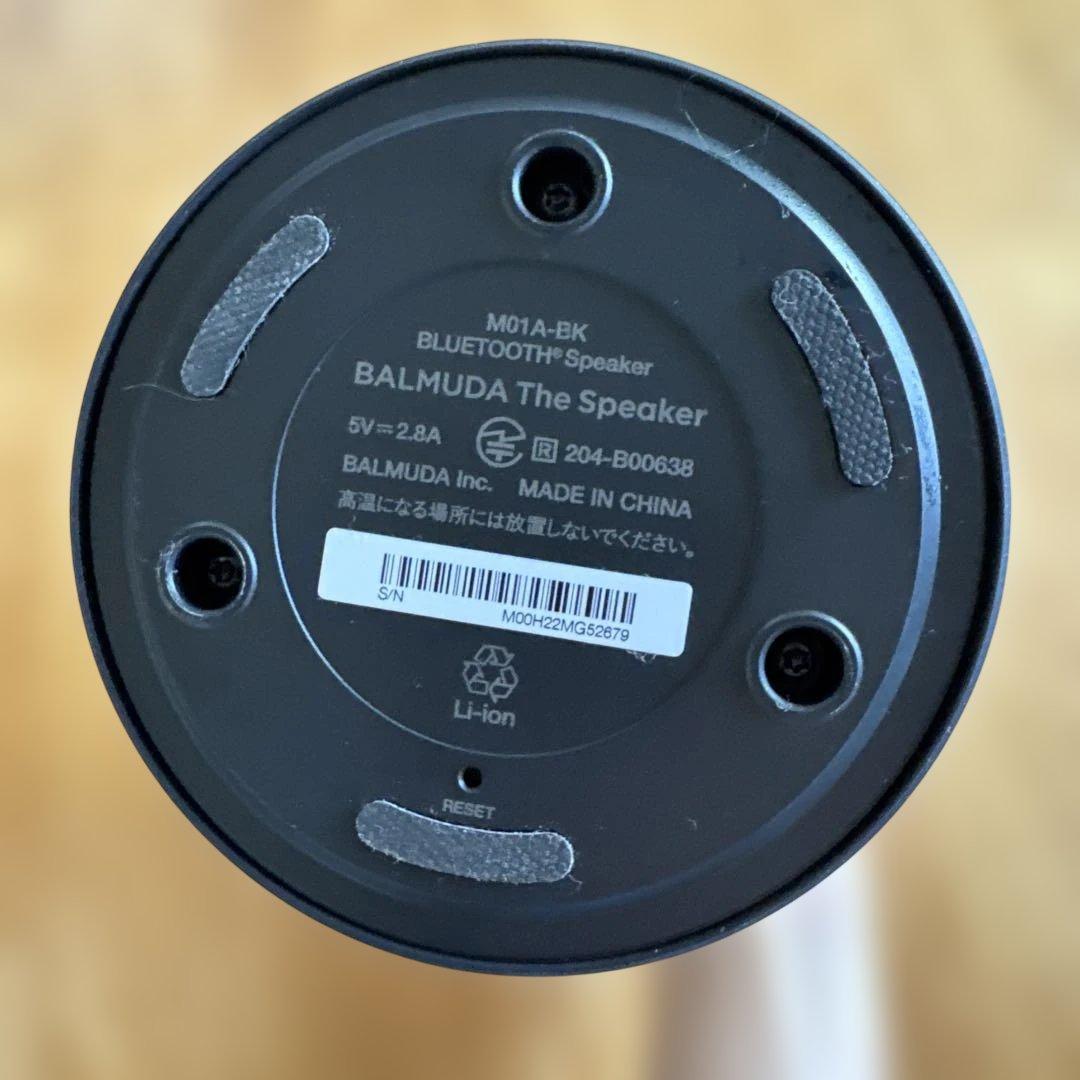 M01A-BK
BLUETOOTH® Speaker
BALMUDA The Speaker
5V⎓2.8A R 204-B00638
BALMUDA Inc. MADE IN CHINA
高温になる場所には放置しないでください。
S/N
M00H22MG52679
Li-ion
RESET